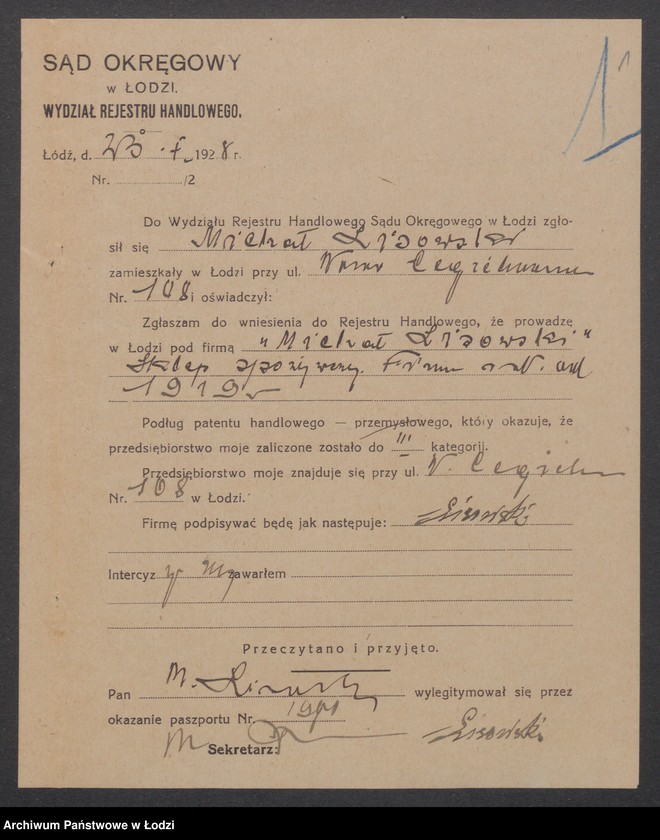 SĄD OKRĘGOWY
w ŁODZI.
WYDZIAŁ REJESTRU HANDLOWEGO.
1
Łódź, d. 1928 r.
Nr. /2
Do Wydziału Rejestru Handlowego Sądu Okręgowego w Łodzi zgło-
sił się Michał Lisowski
zamieszkały w Łodzi przy ul. Nowo
Nr. 108 i oświadczył:
Zgłaszam do wniesienia do Rejestru Handlowego, że prowadzę
w Łodzi pod firmą "Michał Lisowski"
Sklep spożywczy. Firma od
1919 r
Podług patentu handlowego — przemysłowego, który okazuje, że
przedsiębiorstwo moje zaliczone zostało do III kategorji.
Przedsiębiorstwo moje znajduje się przy ul. N.
Nr. 108 w Łodzi.
Firmę podpisywać będę jak następuje: Lisowski
Intercyzy nie zawarłem
Przeczytano i przyjęto.
Pan M. Lisowski wylegitymował się przez
okazanie paszportu Nr.
Lisowski
Sekretarz:
Archiwum Państwowe w Łodzi